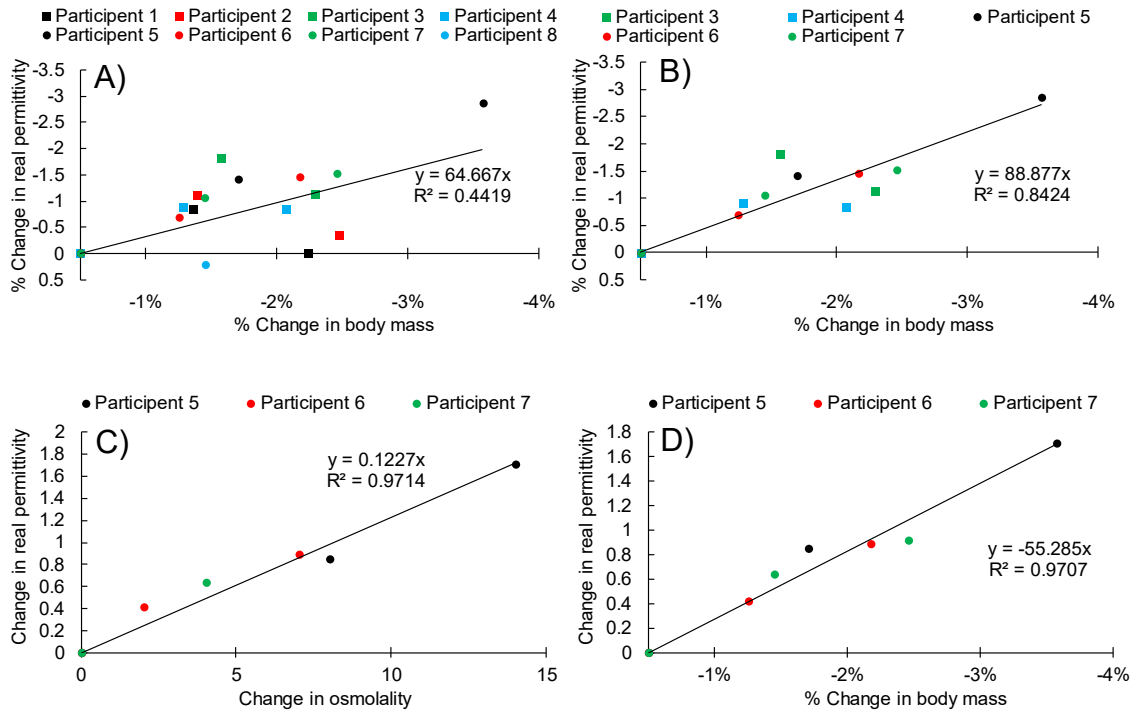 Participant 1 Participant 2 Participant 3 Participant 4
Participant 5 Participant 6 Participant 7 Participant 8
A)
% Change in real permittivity
-3.5
-3
-2.5
-2
-1.5
-1
-0.5
0
0.5
y = 64.667x
R² = 0.4419
-1% -2% -3% -4%
% Change in body mass
Participant 3 Participant 4 Participant 5
Participant 6 Participant 7
B)
% Change in real permittivity
-3.5
-3
-2.5
-2
-1.5
-1
-0.5
0
0.5
y = 88.877x
R² = 0.8424
-1% -2% -3% -4%
% Change in body mass
Participant 5 Participant 6 Participant 7
C)
Change in real permittivity
2
1.8
1.6
1.4
1.2
1
0.8
0.6
0.4
0.2
0
y = 0.1227x
R² = 0.9714
0 5 10 15
Change in osmolality
Participant 5 Participant 6 Participant 7
D)
Change in real permittivity
1.8
1.6
1.4
1.2
1
0.8
0.6
0.4
0.2
0
y = -55.285x
R² = 0.9707
-1% -2% -3% -4%
% Change in body mass